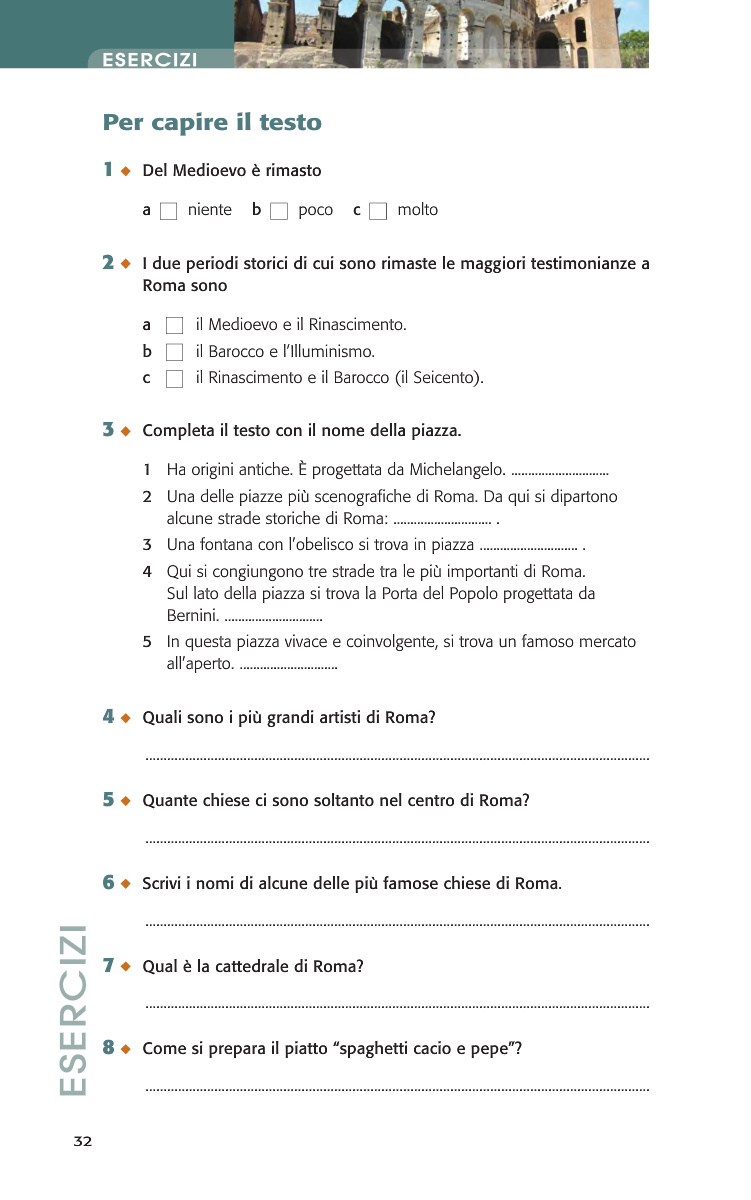 ESERCIZI
Per capire il testo
1 ◆ Del Medioevo è rimasto
a niente b poco c molto
2 ◆ I due periodi storici di cui sono rimaste le maggiori testimonianze a
Roma sono
a il Medioevo e il Rinascimento.
b il Barocco e l'Illuminismo.
c il Rinascimento e il Barocco (il Seicento).
3 ◆ Completa il testo con il nome della piazza.
1 Ha origini antiche. È progettata da Michelangelo. .............................
2 Una delle piazze più scenografiche di Roma. Da qui si dipartono
alcune strade storiche di Roma: ............................. .
3 Una fontana con l'obelisco si trova in piazza ............................. .
4 Qui si congiungono tre strade tra le più importanti di Roma.
Sul lato della piazza si trova la Porta del Popolo progettata da
Bernini. .............................
5 In questa piazza vivace e coinvolgente, si trova un famoso mercato
all'aperto. .............................
4 ◆ Quali sono i più grandi artisti di Roma?
5 ◆ Quante chiese ci sono soltanto nel centro di Roma?
6 ◆ Scrivi i nomi di alcune delle più famose chiese di Roma.
7 ◆ Qual è la cattedrale di Roma?
8 ◆ Come si prepara il piatto “spaghetti cacio e pepe”?
ESERCIZI
32